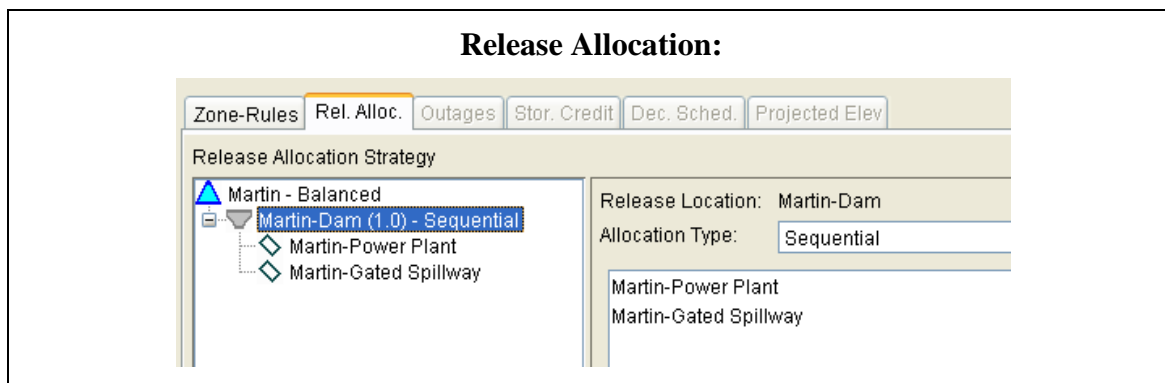 Release Allocation:
Zone-Rules Rel. Alloc. Outages Stor. Credit Dec. Sched. Projected Elev
Release Allocation Strategy
Martin - Balanced
Martin-Dam (1.0) - Sequential
Martin-Power Plant
Martin-Gated Spillway
Release Location: Martin-Dam
Allocation Type: Sequential
Martin-Power Plant
Martin-Gated Spillway